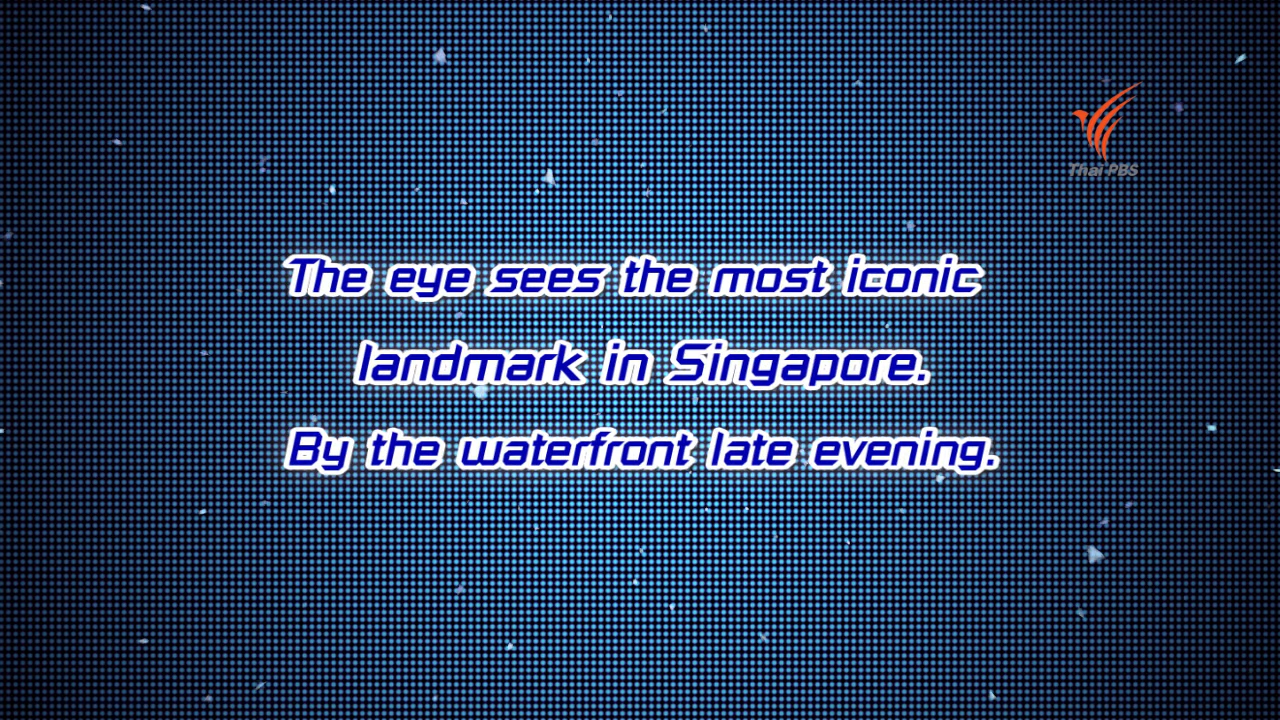 Thai PBS
The eye sees the most iconic
landmark in Singapore.
By the waterfront late evening.